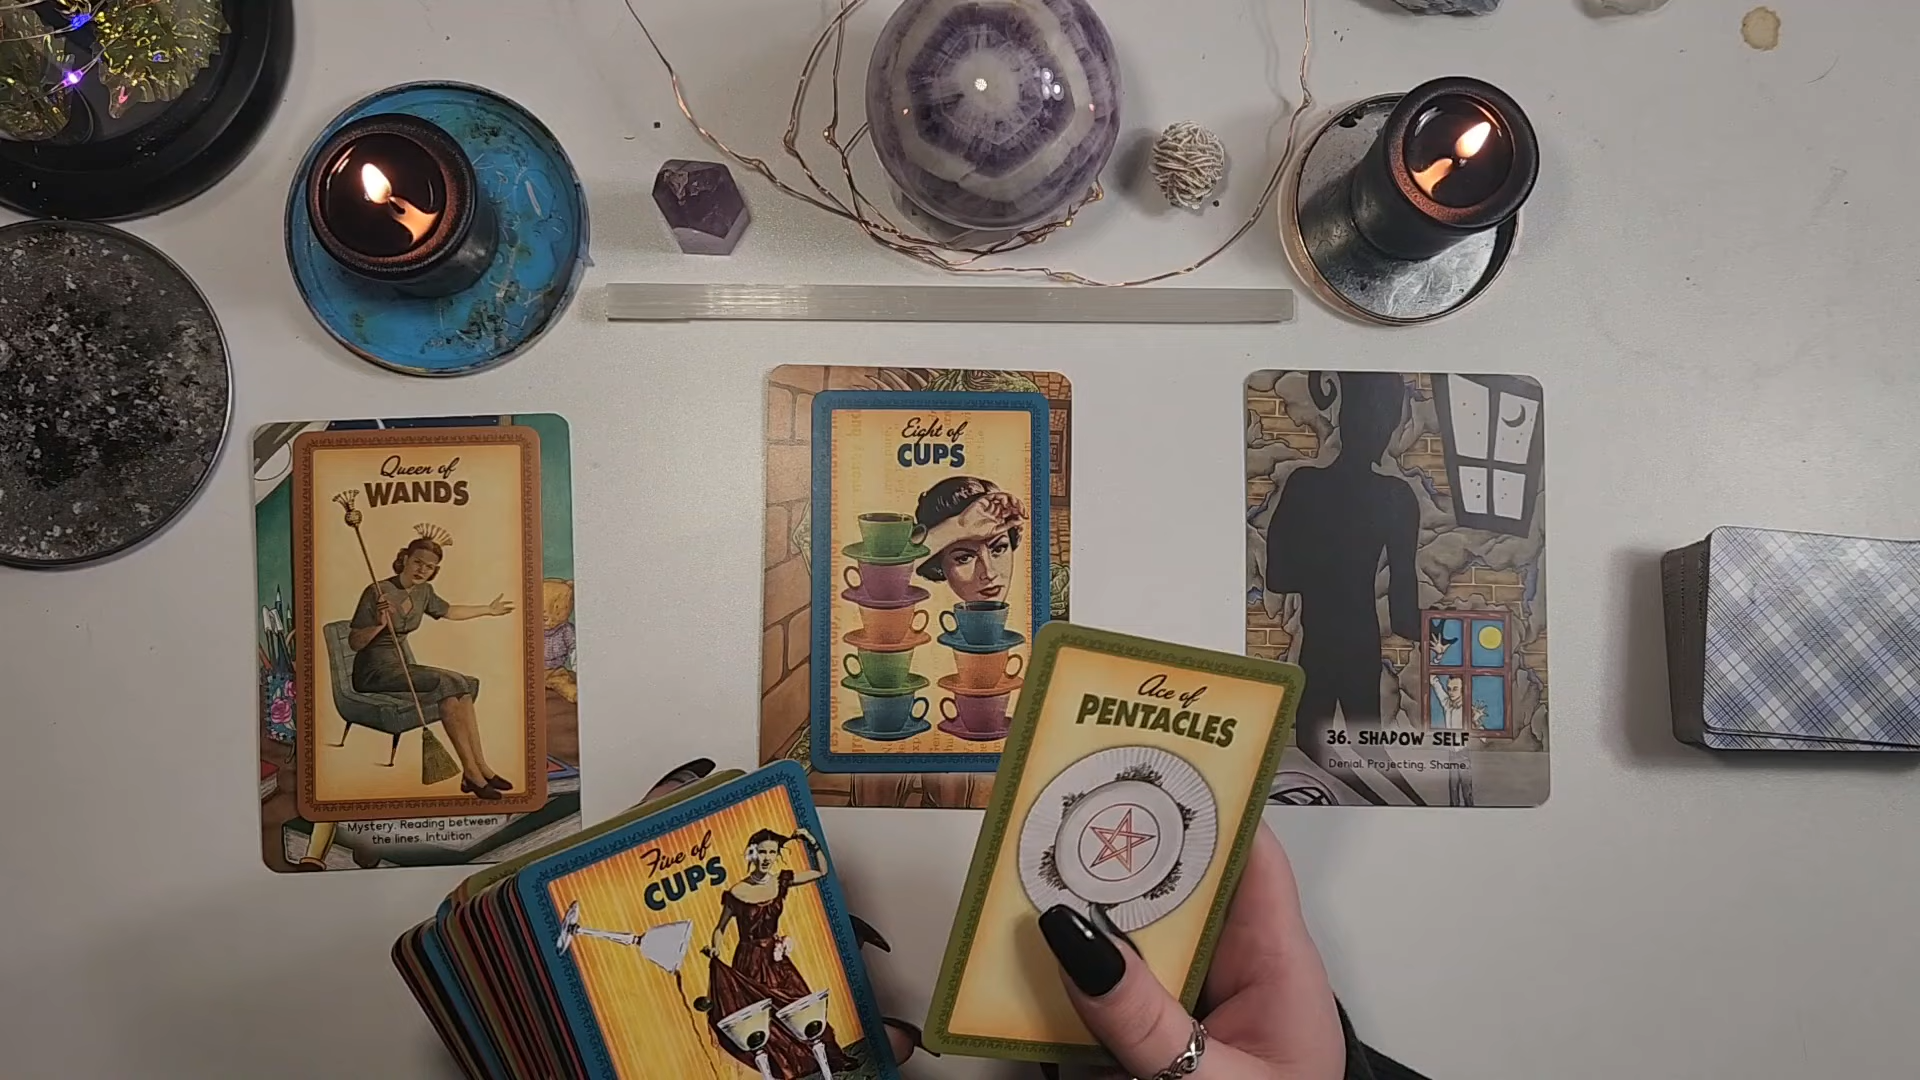 Queen of
WANDS
Mystery. Reading between
the lines. Intuition.
Eight of
CUPS
36. SHADOW SELF
Denial. Projecting. Shame.
Five of
CUPS
Ace of
PENTACLES